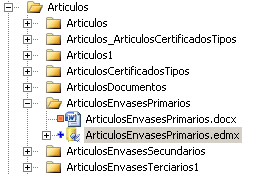 Articulos
Articulos
Articulos_ArticulosCertificadosTipos
Articulos1
ArticulosCertificadosTipos
ArticulosDocumentos
ArticulosEnvasesPrimarios
ArticulosEnvasesPrimarios.docx
ArticulosEnvasesPrimarios.edmx
ArticulosEnvasesSecundarios
ArticulosEnvasesTerciarios1